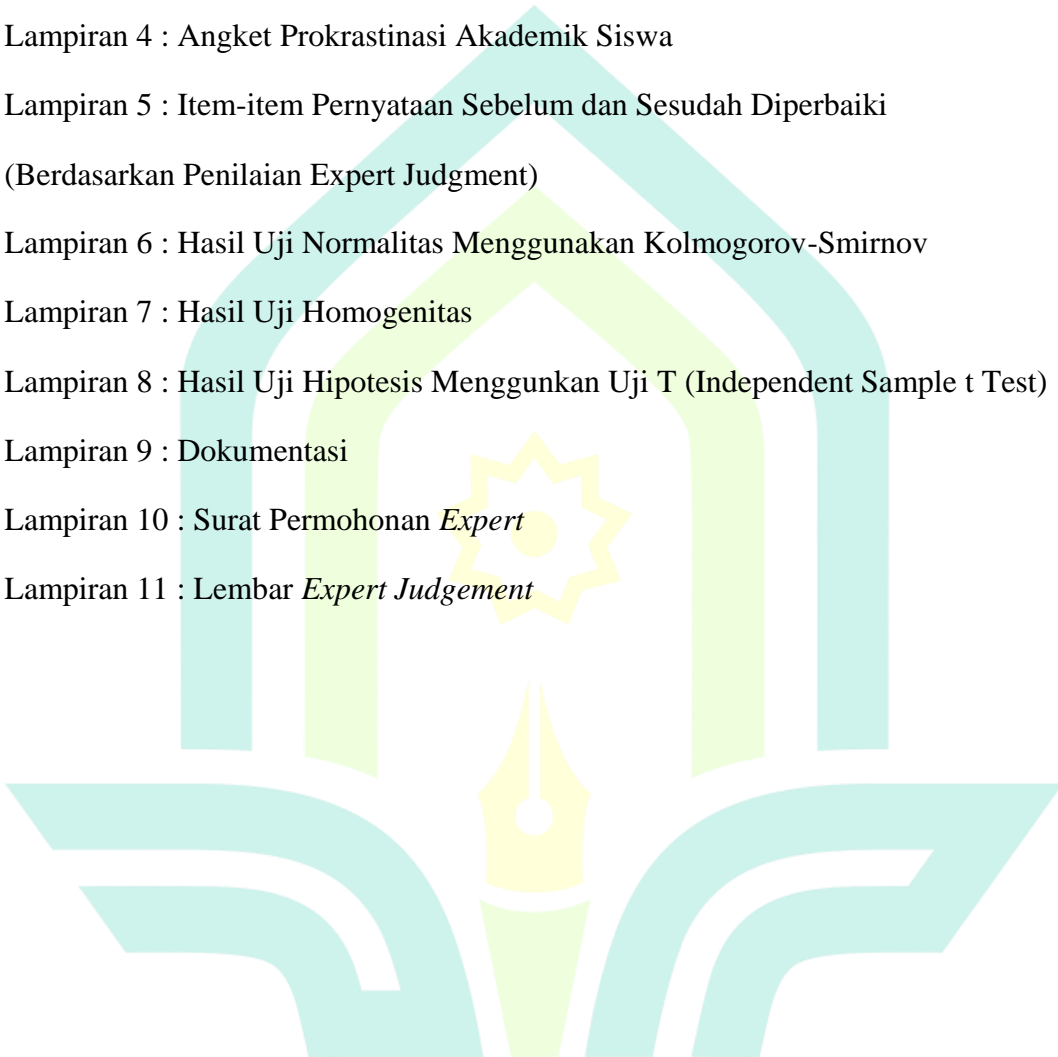 Lampiran 4 : Angket Prokrastinasi Akademik Siswa
Lampiran 5 : Item-item Pernyataan Sebelum dan Sesudah Diperbaiki
(Berdasarkan Penilaian Expert Judgment)
Lampiran 6 : Hasil Uji Normalitas Menggunakan Kolmogorov-Smirnov
Lampiran 7 : Hasil Uji Homogenitas
Lampiran 8 : Hasil Uji Hipotesis Menggunkan Uji T (Independent Sample t Test)
Lampiran 9 : Dokumentasi
Lampiran 10 : Surat Permohonan Expert
Lampiran 11 : Lembar Expert Judgement